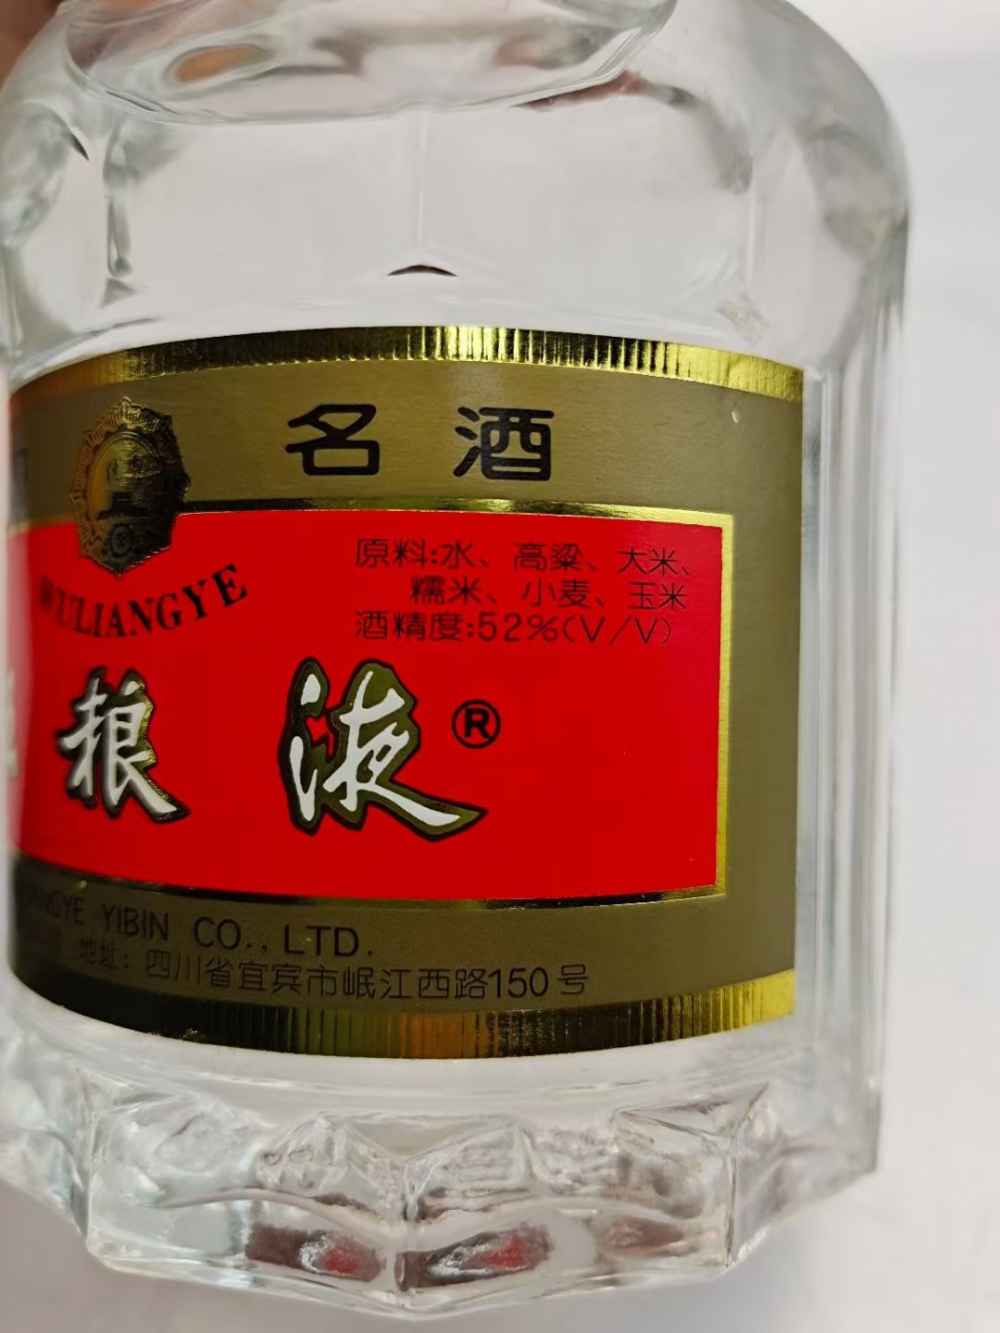 名 酒
WULIANGYE
原料:水、高粱、大米、
糯米、小麦、玉米
酒精度:52%(V/V)
粮 液®
YIBIN CO., LTD.
地址: 四川省宜宾市岷江西路150号